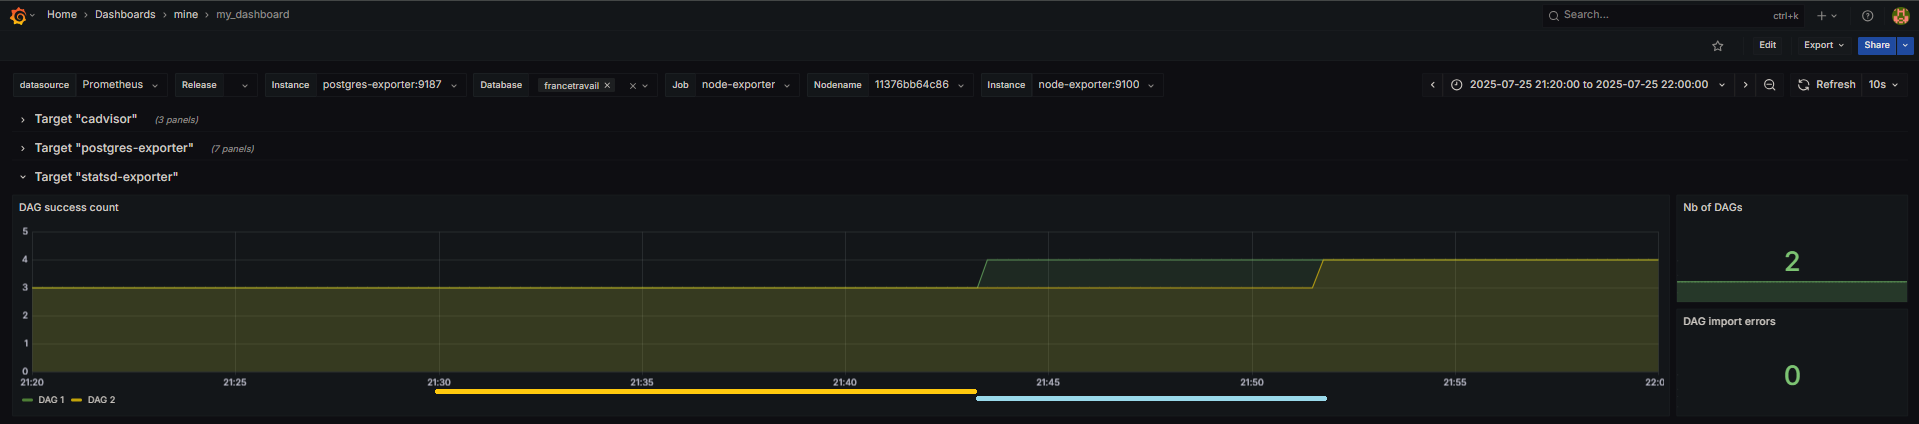 Home › Dashboards › mine › my_dashboard Search... ctrl+k
Edit Export Share
datasource Prometheus Release Instance postgres-exporter:9187 Database francetravail × × Job node-exporter Nodename 11376bb64c86 Instance node-exporter:9100 2025-07-25 21:20:00 to 2025-07-25 22:00:00 Refresh 10s
Target "cadvisor" (3 panels)
Target "postgres-exporter" (7 panels)
Target "statsd-exporter"
DAG success count
5
4
3
2
1
0
21:20 21:25 21:30 21:35 21:40 21:45 21:50 21:55 22:0
DAG 1 DAG 2
Nb of DAGs
2
DAG import errors
0